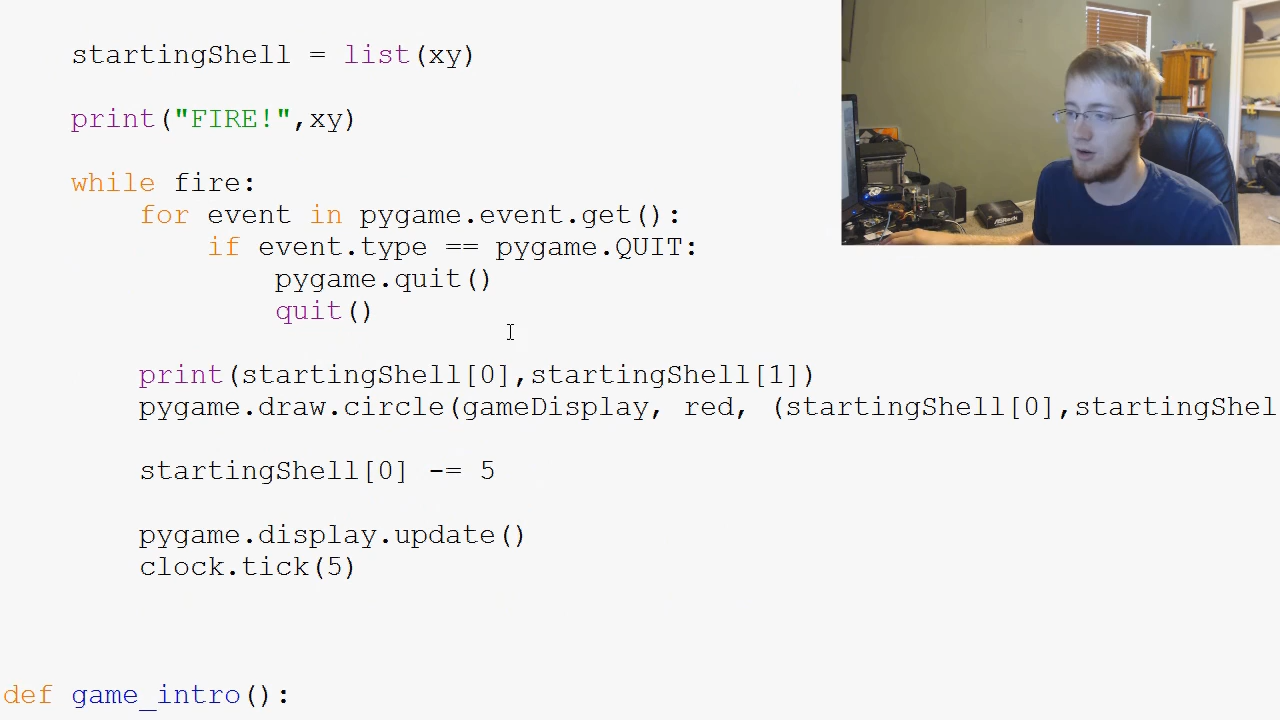 startingShell = list(xy)
print("FIRE!",xy)
while fire:
for event in pygame.event.get():
if event.type == pygame.QUIT:
pygame.quit()
quit()
print(startingShell[0],startingShell[1])
pygame.draw.circle(gameDisplay, red, (startingShell[0],startingShel
startingShell[0] -= 5
pygame.display.update()
clock.tick(5)
def game_intro():